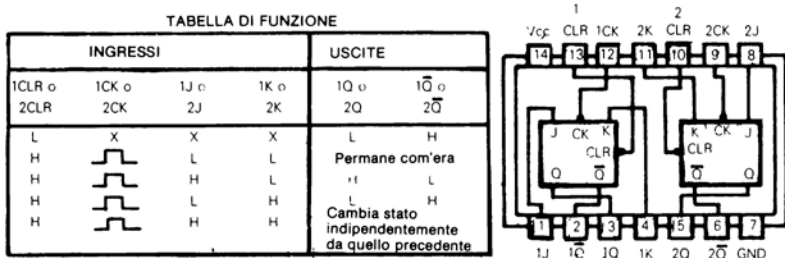 TABELLA DI FUNZIONE
INGRESSI USCITE
1CLR o 1CK o 1J o 1K o 1Q o 1Q̅ o
2CLR 2CK 2J 2K 2Q 2Q̅
L X X X L H
H L L Permane com'era
H H L H L
H L H L H
H H H Cambia stato
indipendentemente
da quello precedente
1 2
Vcc CLR 1CK 2K CLR 2CK 2J
14 13 12 11 10 9 8
J CK K K CK J
CLR CLR
Q Q̅ Q̅ Q
1 2 3 4 5 6 7
1J 1Q̅ 1Q 1K 2Q 2Q̅ GND